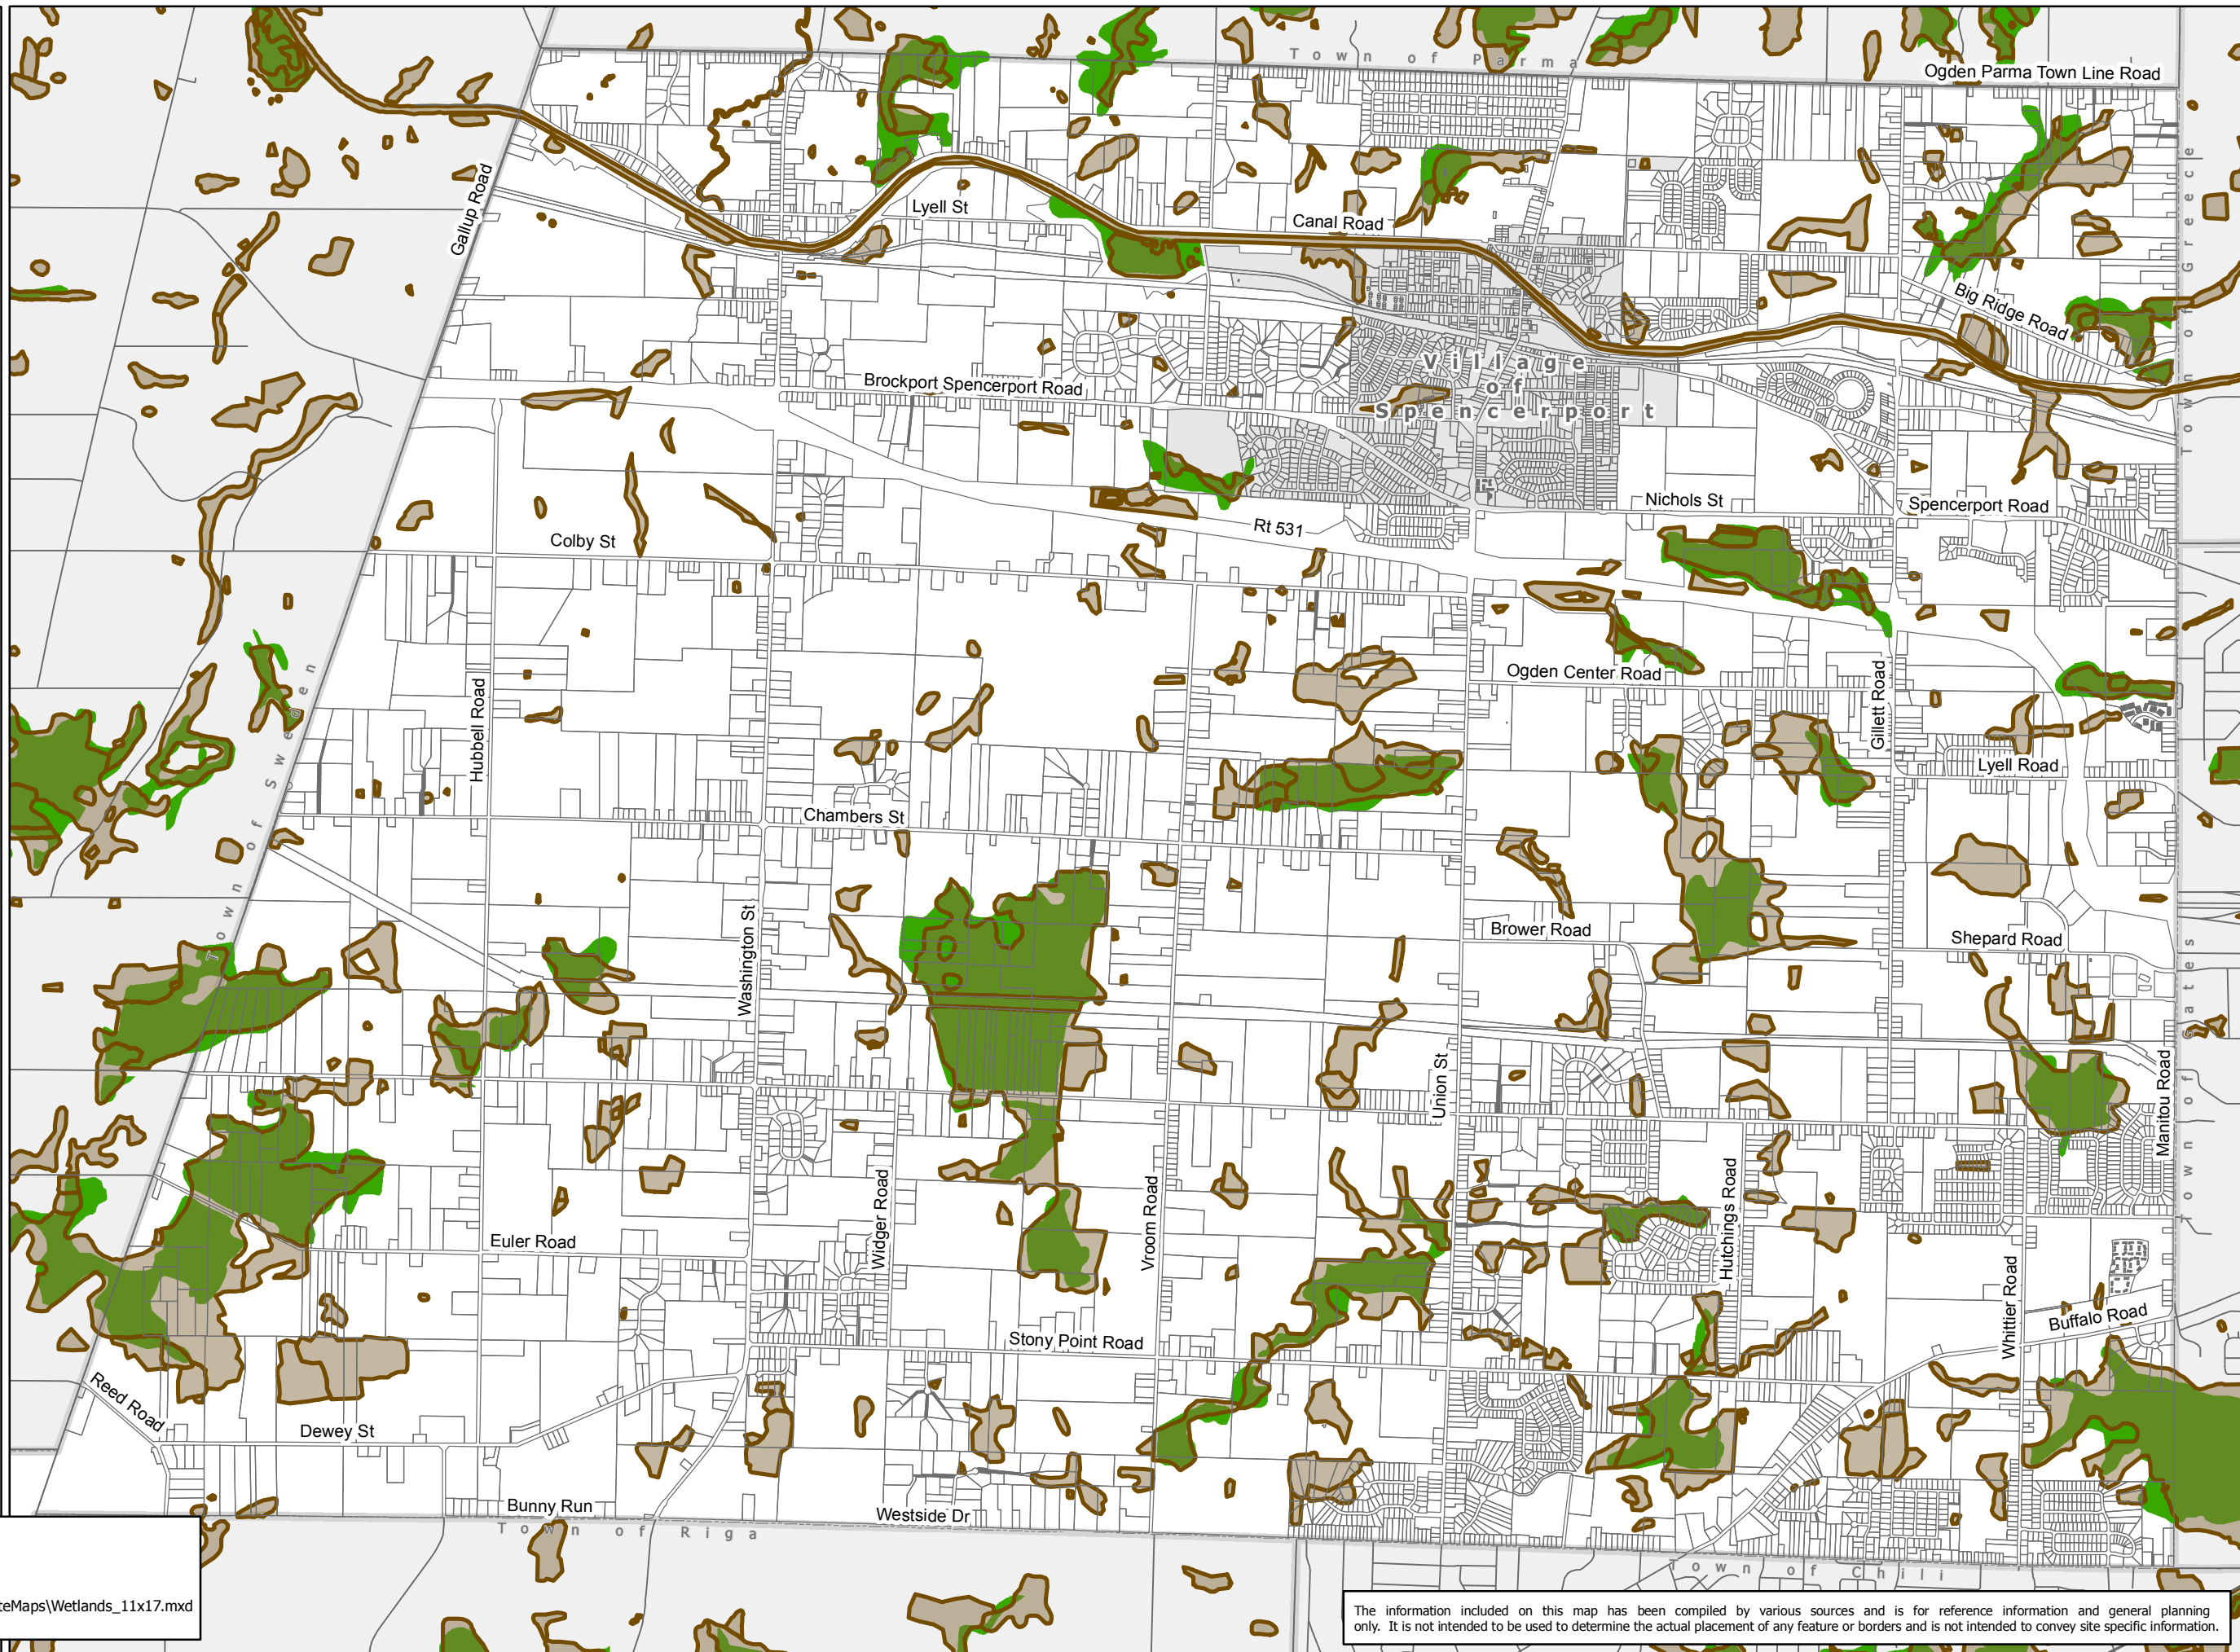 Town of Parma
Ogden Parma Town Line Road
Town of Greece
Gallup Road
Lyell St
Canal Road
Big Ridge Road
Village
of
Spencerport
Brockport Spencerport Road
Nichols St
Spencerport Road
Rt 531
Colby St
Town of Sweden
Hubbell Road
Ogden Center Road
Gillett Road
Lyell Road
Chambers St
Washington St
Brower Road
Shepard Road
Union St
Manitou Road
Town of Gates
Widger Road
Vroom Road
Hutchings Road
Euler Road
Whittier Road
Buffalo Road
Stony Point Road
Reed Road
Dewey St
Bunny Run
Westside Dr
Town of Riga
Town of Chili
teMaps\Wetlands_11x17.mxd
The information included on this map has been compiled by various sources and is for reference information and general planning
only. It is not intended to be used to determine the actual placement of any feature or borders and is not intended to convey site specific information.